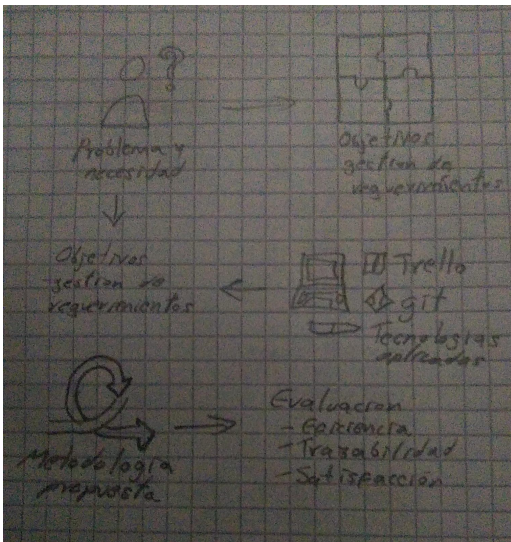 ?
Problema y
necesidad
Objetivos
gestion de
requerimientos
Objetivos
gestion de
requerimientos
Trello
git
Tecnologias
aplicadas
Metodologia
propuesta
Evaluacion
- Eficiencia
- Trazabilidad
- Satisfacción